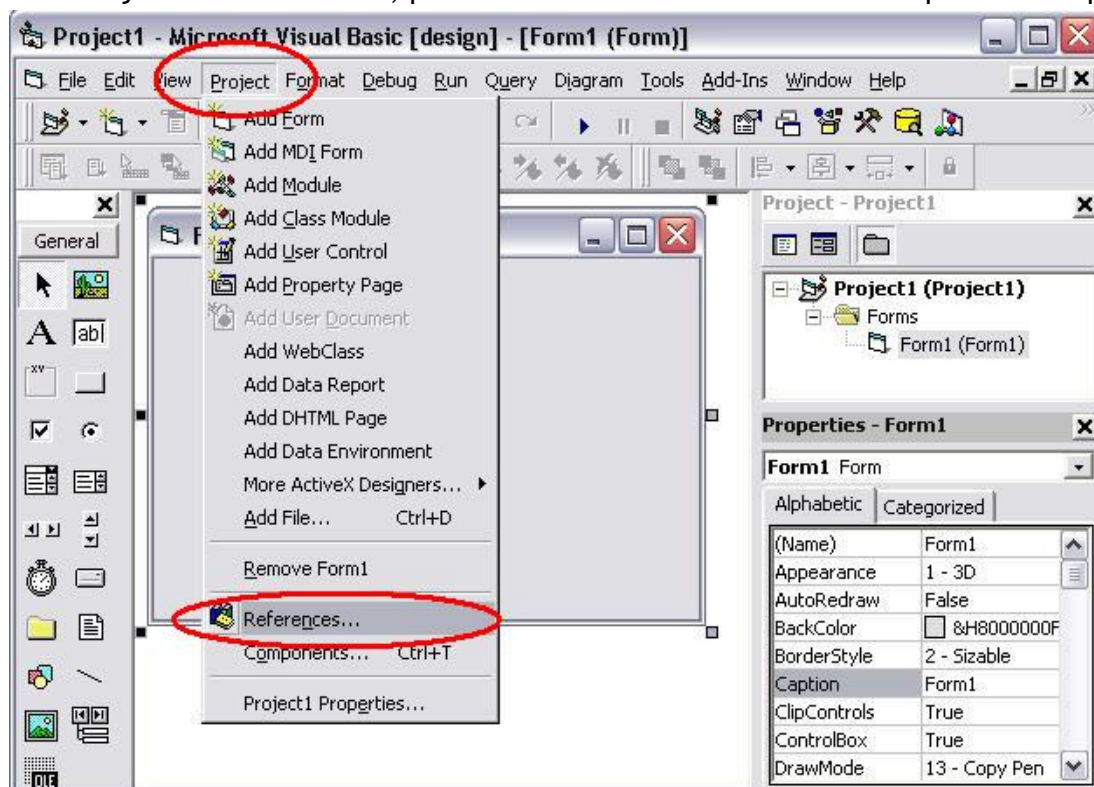 Project1 - Microsoft Visual Basic [design] - [Form1 (Form)]
File Edit View Project Format Debug Run Query Diagram Tools Add-Ins Window Help
Add Form
Add MDI Form
Add Module
Add Class Module
Add User Control
Add Property Page
Add User Document
Add WebClass
Add Data Report
Add DHTML Page
Add Data Environment
More ActiveX Designers...
Add File... Ctrl+D
Remove Form1
References...
Components... Ctrl+T
Project1 Properties...
General
A abl
XV
OLE
Project - Project1
Project1 (Project1)
Forms
Form1 (Form1)
Properties - Form1
Form1 Form
Alphabetic Categorized
(Name) Form1
Appearance 1 - 3D
AutoRedraw False
BackColor &H8000000F
BorderStyle 2 - Sizable
Caption Form1
ClipControls True
ControlBox True
DrawMode 13 - Copy Pen